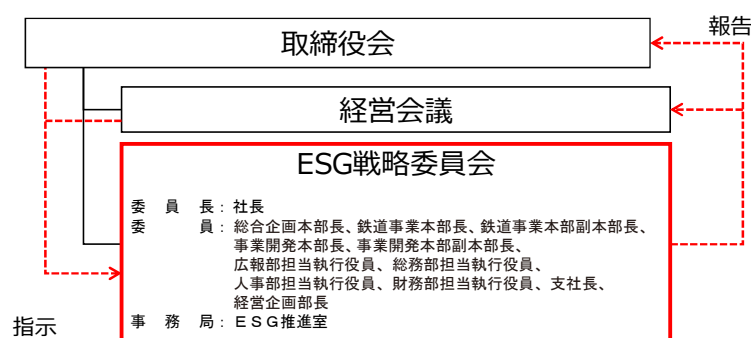 報告
取締役会
経営会議
ESG戦略委員会
委員長：社長
委員：総合企画本部長、鉄道事業本部長、鉄道事業本部副本部長、
事業開発本部長、事業開発本部副本部長、
広報部担当執行役員、総務部担当執行役員、
人事部担当執行役員、財務部担当執行役員、支社長、
経営企画部長
事務局：ＥＳＧ推進室
指示